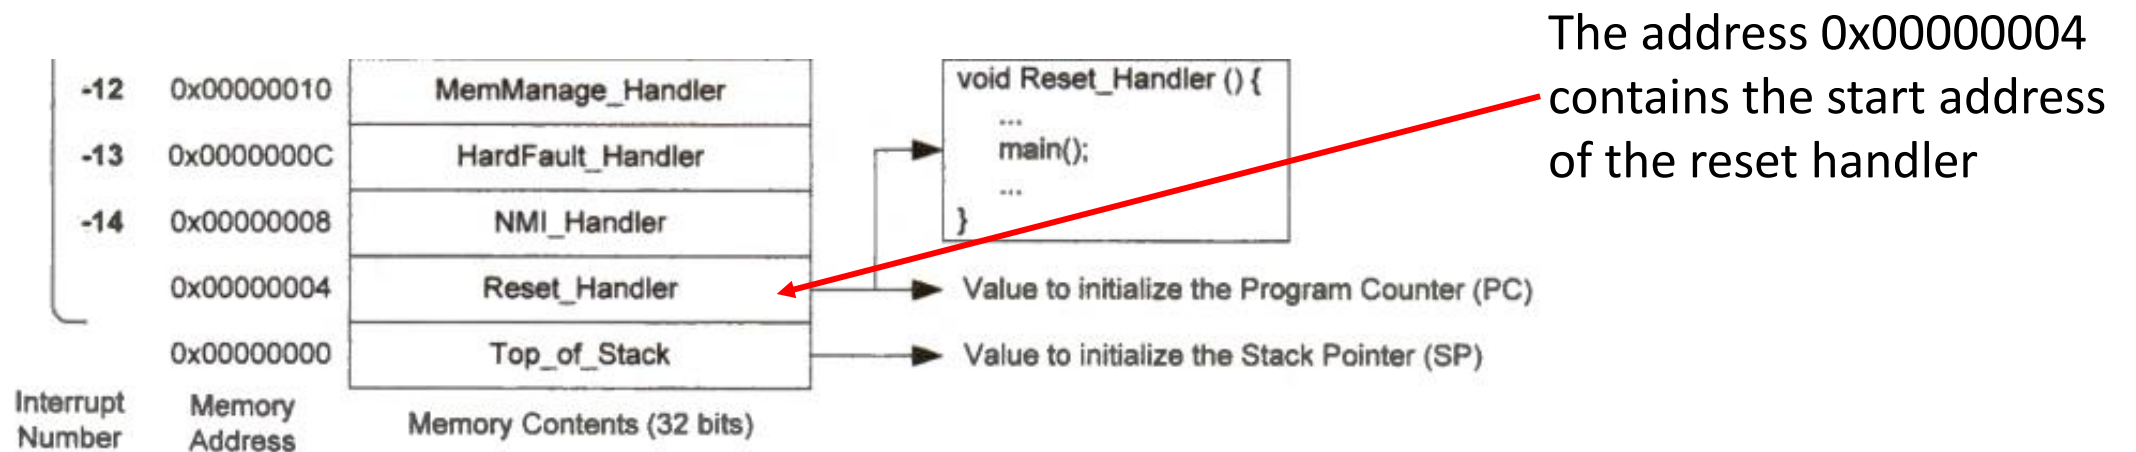 The address 0x00000004
contains the start address
of the reset handler
-12 0x00000010 MemManage_Handler
-13 0x0000000C HardFault_Handler
-14 0x00000008 NMI_Handler
0x00000004 Reset_Handler
0x00000000 Top_of_Stack
void Reset_Handler () {
...
main();
...
}
Value to initialize the Program Counter (PC)
Value to initialize the Stack Pointer (SP)
Interrupt
Number
Memory
Address
Memory Contents (32 bits)